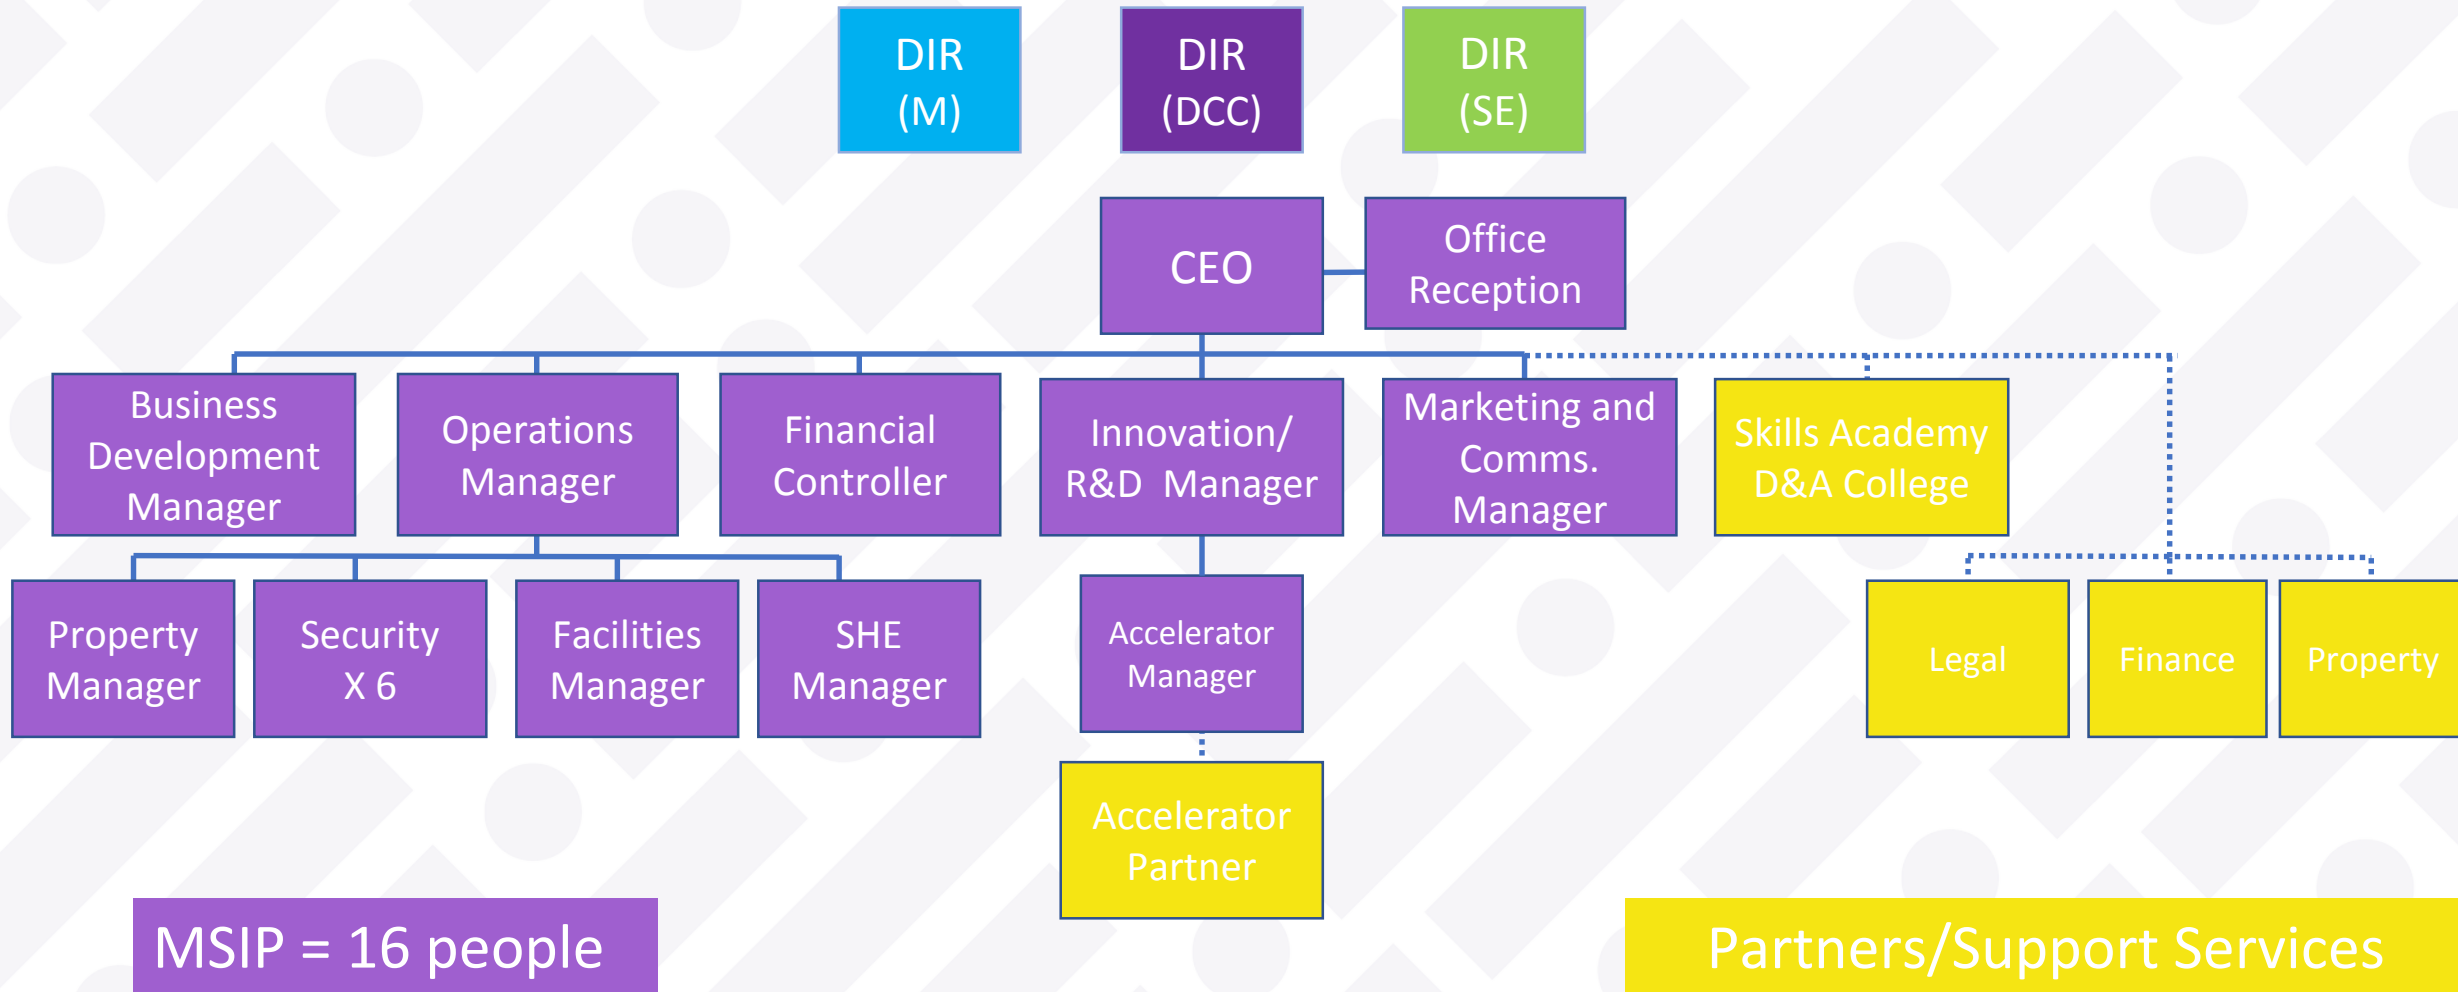 DIR
(M)
DIR
(DCC)
DIR
(SE)
CEO
Office
Reception
Business
Development
Manager
Operations
Manager
Financial
Controller
Innovation/
R&D  Manager
Marketing and
Comms.
Manager
Skills Academy
D&A College
Property
Manager
Security
X 6
Facilities
Manager
SHE
Manager
Accelerator
Manager
Legal
Finance
Property
Accelerator
Partner
MSIP = 16 people
Partners/Support Services